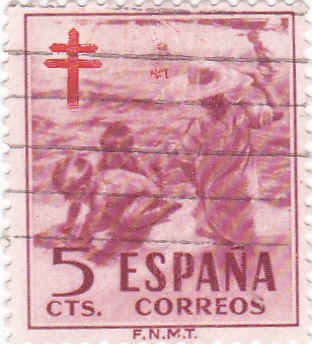 5 ESPAÑA
CTS. CORREOS
F.N.M.T.